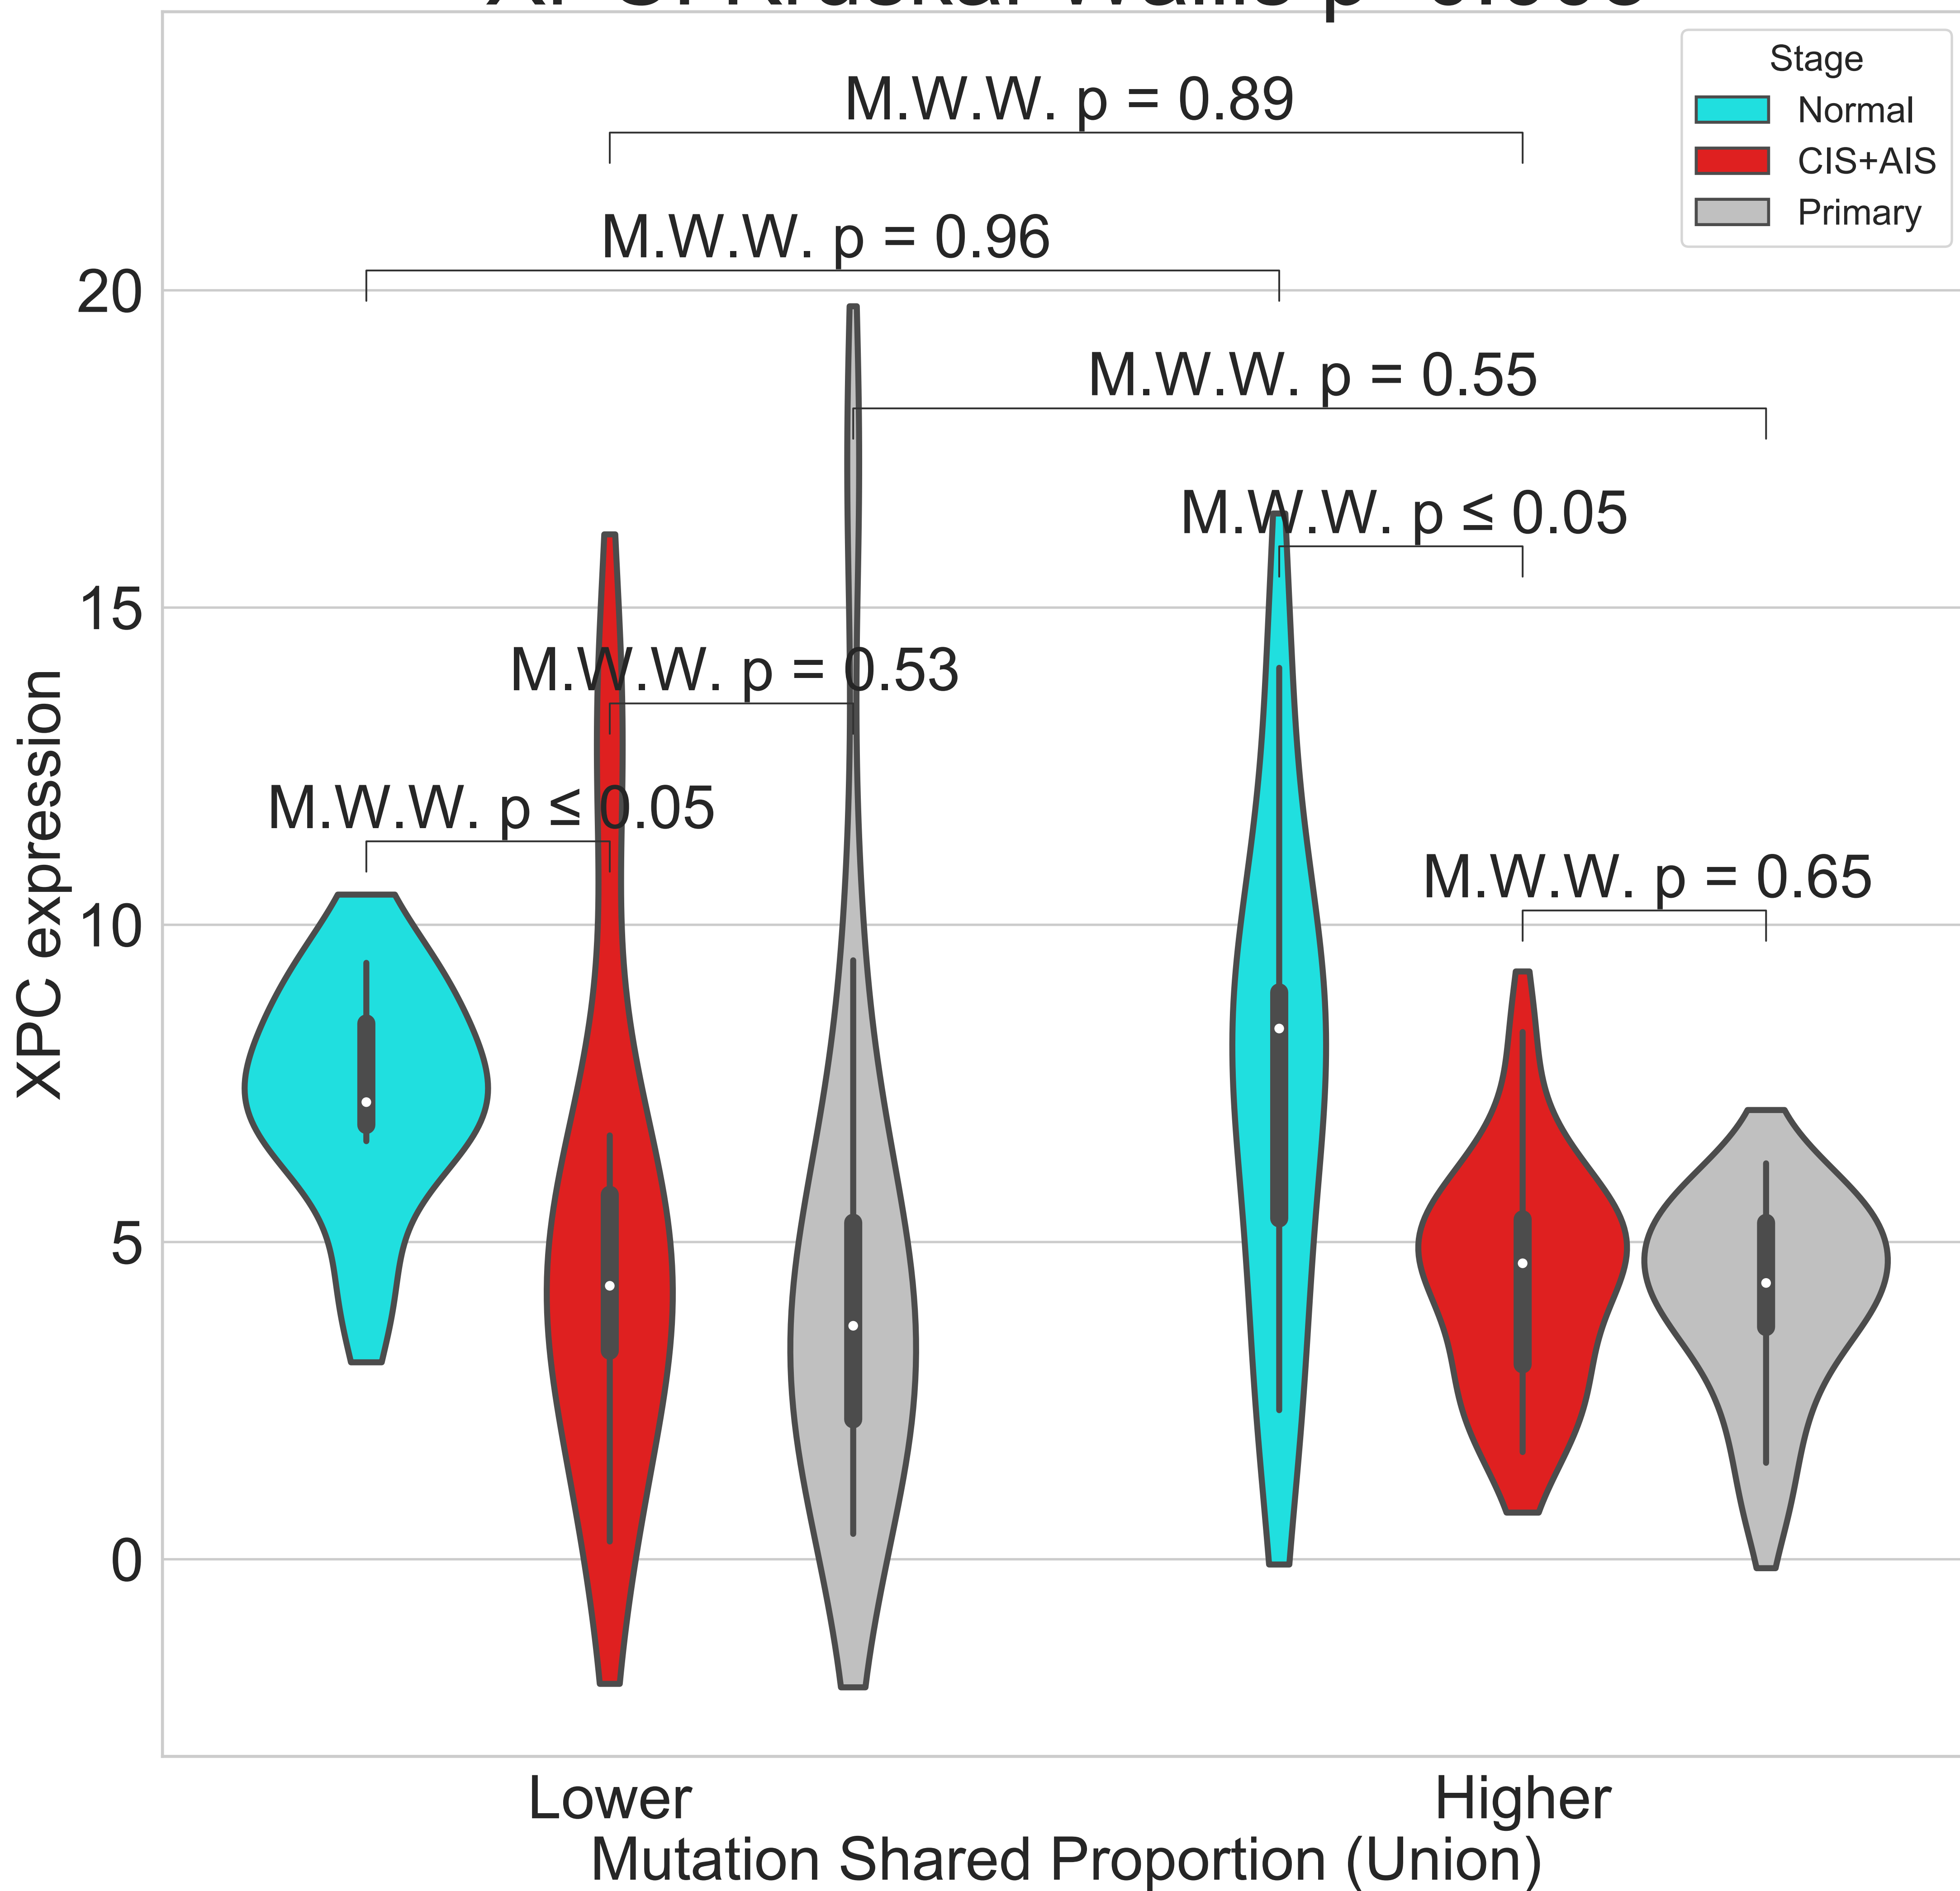 Stage
Normal
CIS+AIS
Primary
M.W.W. p = 0.89
M.W.W. p = 0.96
M.W.W. p = 0.55
M.W.W. p ≤ 0.05
M.W.W. p = 0.53
M.W.W. p ≤ 0.05
M.W.W. p = 0.65
20
15
10
5
0
XPC expression
Lower
Higher
Mutation Shared Proportion (Union)